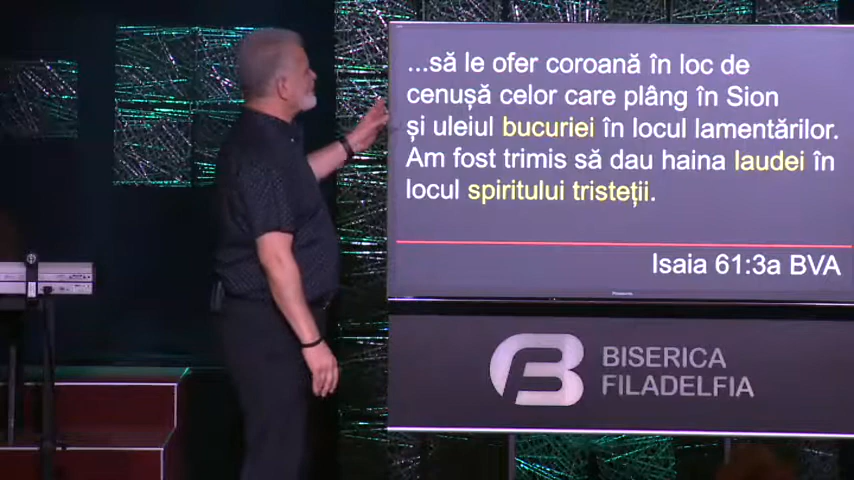 ...să le ofer coroană în loc de
cenușă celor care plâng în Sion
și uleiul bucuriei în locul lamentărilor.
Am fost trimis să dau haina laudei în
locul spiritului tristeții.
Isaia 61:3a BVA
Panasonic
BISERICA
FILADELFIA